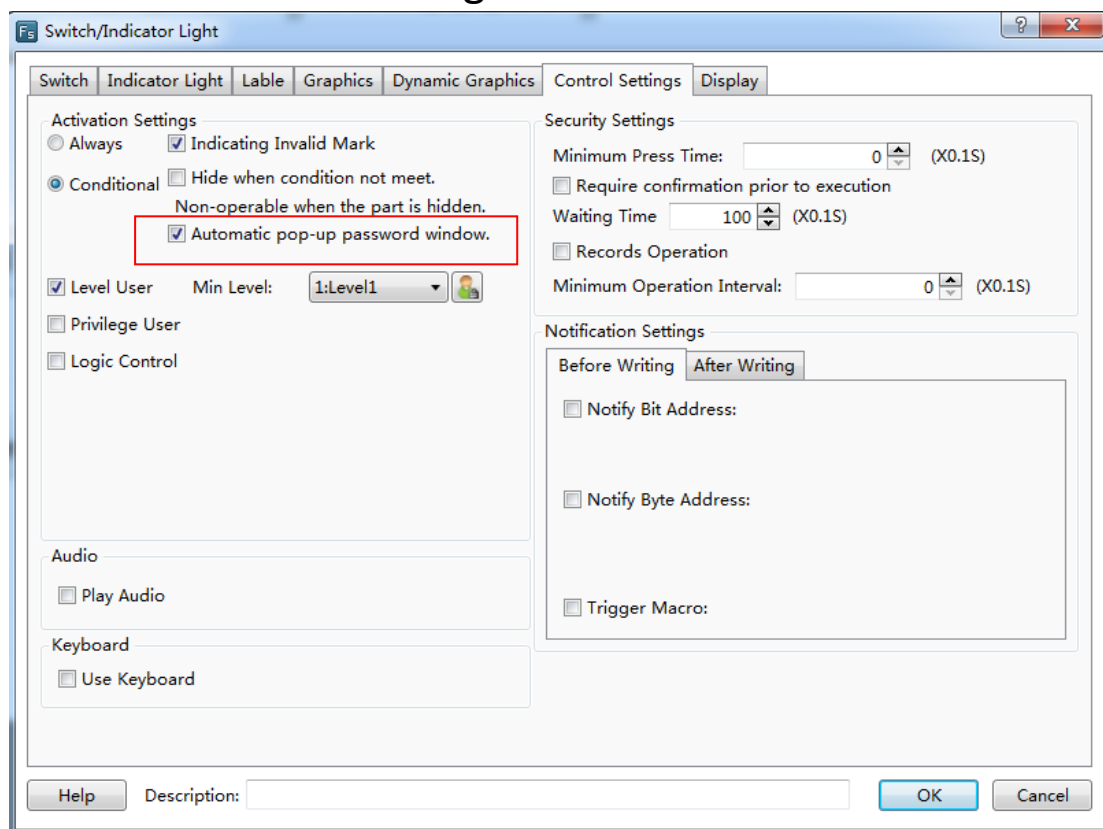 Fs Switch/Indicator Light
Switch Indicator Light Lable Graphics Dynamic Graphics Control Settings Display
Activation Settings
Always Indicating Invalid Mark
Conditional Hide when condition not meet.
Non-operable when the part is hidden.
Automatic pop-up password window.
Level User Min Level: 1:Level1
Privilege User
Logic Control
Audio
Play Audio
Keyboard
Use Keyboard
Security Settings
Minimum Press Time: 0 (X0.1S)
Require confirmation prior to execution
Waiting Time 100 (X0.1S)
Records Operation
Minimum Operation Interval: 0 (X0.1S)
Notification Settings
Before Writing After Writing
Notify Bit Address:
Notify Byte Address:
Trigger Macro:
Help Description: OK Cancel